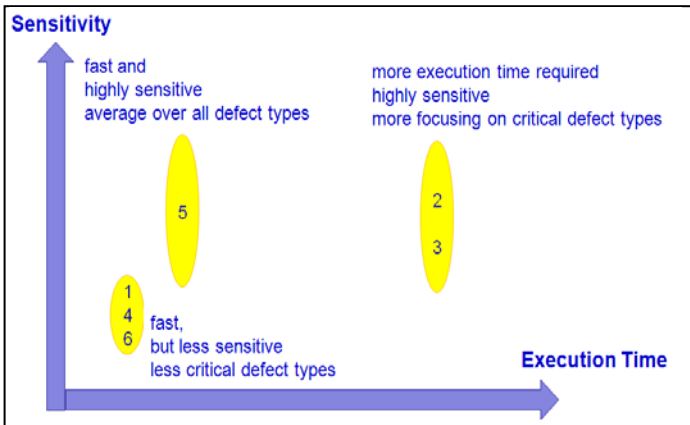 Sensitivity
fast and
highly sensitive
average over all defect types
more execution time required
highly sensitive
more focusing on critical defect types
5
2
3
1
4
6
fast,
but less sensitive
less critical defect types
Execution Time